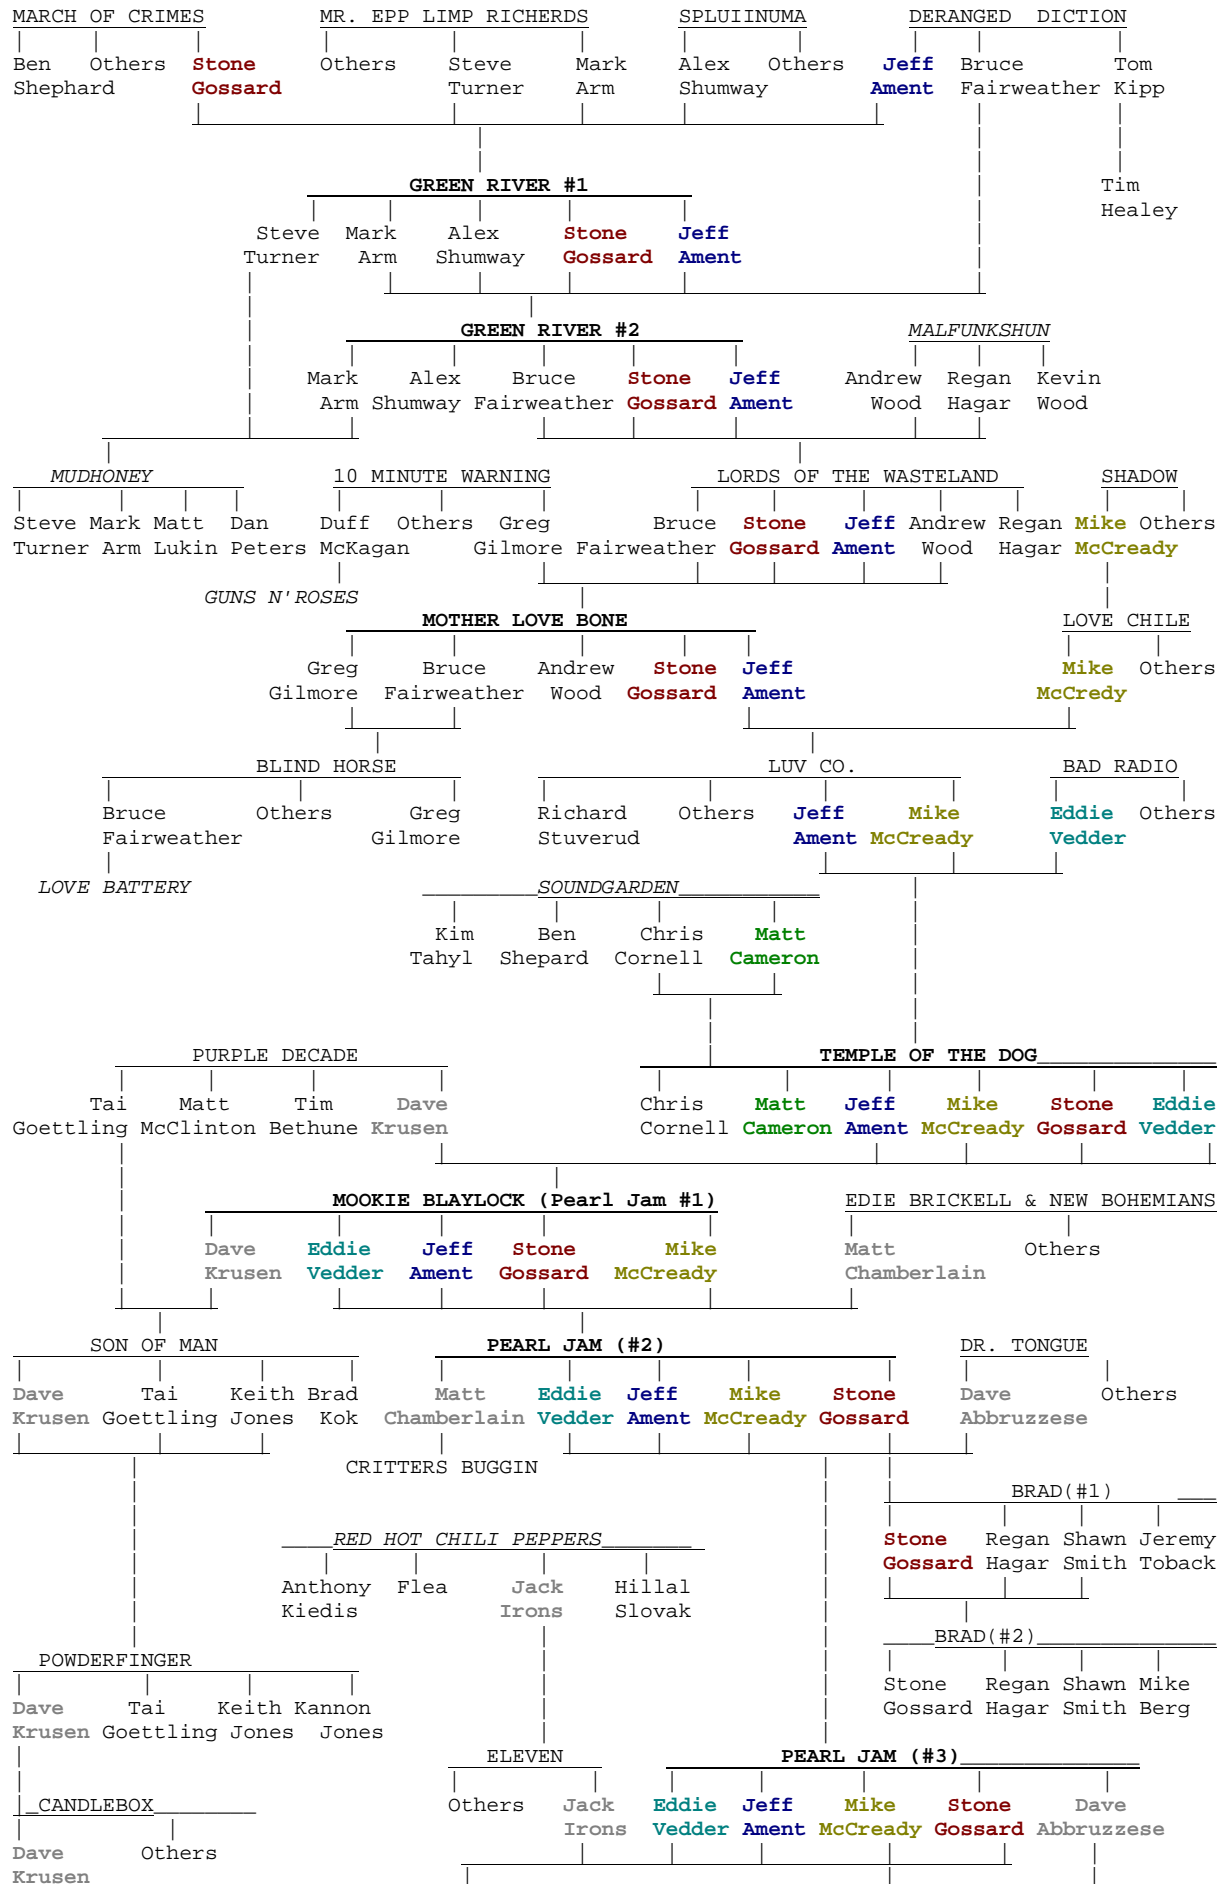 MARCH OF CRIMES MR. EPP LIMP RICHERDS SPLUIINUMA DERANGED DICTION
Ben Others Stone Others Steve Mark Alex Others Jeff Bruce Tom
Shephard Gossard Turner Arm Shumway Ament Fairweather Kipp
GREEN RIVER #1 Tim
Healey
Steve Mark Alex Stone Jeff
Turner Arm Shumway Gossard Ament
GREEN RIVER #2 MALFUNKSHUN
Mark Alex Bruce Stone Jeff Andrew Regan Kevin
Arm Shumway Fairweather Gossard Ament Wood Hagar Wood
MUDHONEY 10 MINUTE WARNING LORDS OF THE WASTELAND SHADOW
Steve Mark Matt Dan Duff Others Greg Bruce Stone Jeff Andrew Regan Mike Others
Turner Arm Lukin Peters McKagan Gilmore Fairweather Gossard Ament Wood Hagar McCready
GUNS N'ROSES
MOTHER LOVE BONE LOVE CHILE
Greg Bruce Andrew Stone Jeff Mike Others
Gilmore Fairweather Wood Gossard Ament McCredy
BLIND HORSE LUV CO. BAD RADIO
Bruce Others Greg Richard Others Jeff Mike Eddie Others
Fairweather Gilmore Stuverud Ament McCready Vedder
LOVE BATTERY SOUNDGARDEN
Kim Ben Chris Matt
Tahyl Shepard Cornell Cameron
PURPLE DECADE TEMPLE OF THE DOG
Tai Matt Tim Dave Chris Matt Jeff Mike Stone Eddie
Goettling McClinton Bethune Krusen Cornell Cameron Ament McCready Gossard Vedder
MOOKIE BLAYLOCK (Pearl Jam #1) EDIE BRICKELL & NEW BOHEMIANS
Dave Eddie Jeff Stone Mike Matt Others
Krusen Vedder Ament Gossard McCready Chamberlain
SON OF MAN PEARL JAM (#2) DR. TONGUE
Dave Tai Keith Brad Matt Eddie Jeff Mike Stone Dave Others
Krusen Goettling Jones Kok Chamberlain Vedder Ament McCready Gossard Abbruzzese
CRITTERS BUGGIN
BRAD(#1)
RED HOT CHILI PEPPERS Stone Regan Shawn Jeremy
Gossard Hagar Smith Toback
Anthony Flea Jack Hillal
Kiedis Irons Slovak
BRAD(#2)
POWDERFINGER
Stone Regan Shawn Mike
Dave Tai Keith Kannon Gossard Hagar Smith Berg
Krusen Goettling Jones Jones
ELEVEN PEARL JAM (#3)
CANDLEBOX Others Jack Eddie Jeff Mike Stone Dave
Irons Vedder Ament McCready Gossard Abbruzzese
Dave Others
Krusen